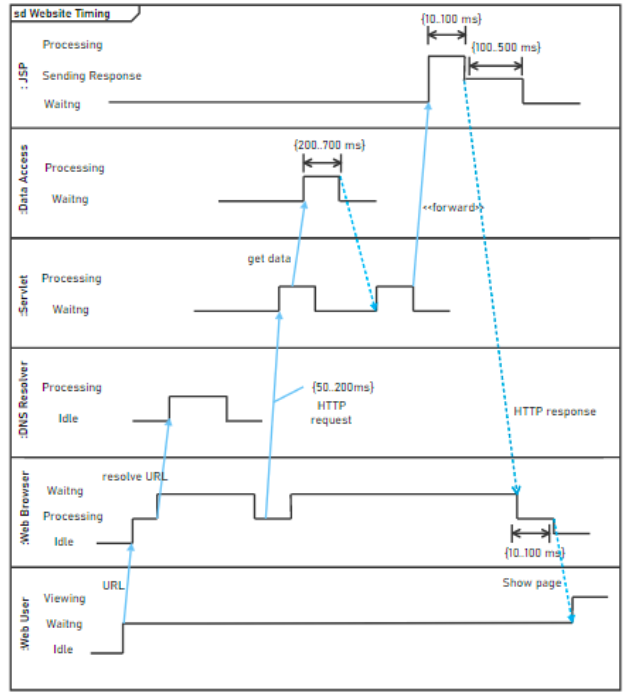 sd Website Timing
{10..100 ms}
{100..500 ms}
: JSP
Processing
Sending Response
Waitng
{200..700 ms}
:Data Access
Processing
Waitng
<<forward>>
get data
:Servlet
Processing
Waitng
:DNS Resolver
Processing
Idle
{50..200ms}
HTTP
request
HTTP response
resolve URL
:Web Browser
Waitng
Processing
Idle
{10..100 ms}
URL
Show page
:Web User
Viewing
Waitng
Idle